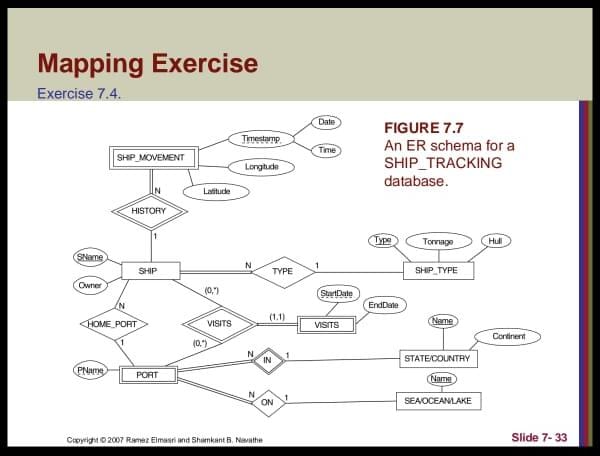 Mapping Exercise
Exercise 7.4.
FIGURE 7.7
An ER schema for a
SHIP_TRACKING
database.
Date
Timestamp
Time
SHIP_MOVEMENT
Longitude
N
Latitude
HISTORY
1
SName
SHIP
N
TYPE
1
Type
Tonnage
Hull
SHIP_TYPE
Owner
(0,*)
StartDate
EndDate
N
HOME_PORT
VISITS
(1,1)
VISITS
1
(0,*)
Name
Continent
PName
PORT
N
IN
1
STATE/COUNTRY
Name
N
ON
1
SEA/OCEAN/LAKE
Copyright © 2007 Ramez Elmasri and Shamkant B. Navathe
Slide 7- 33